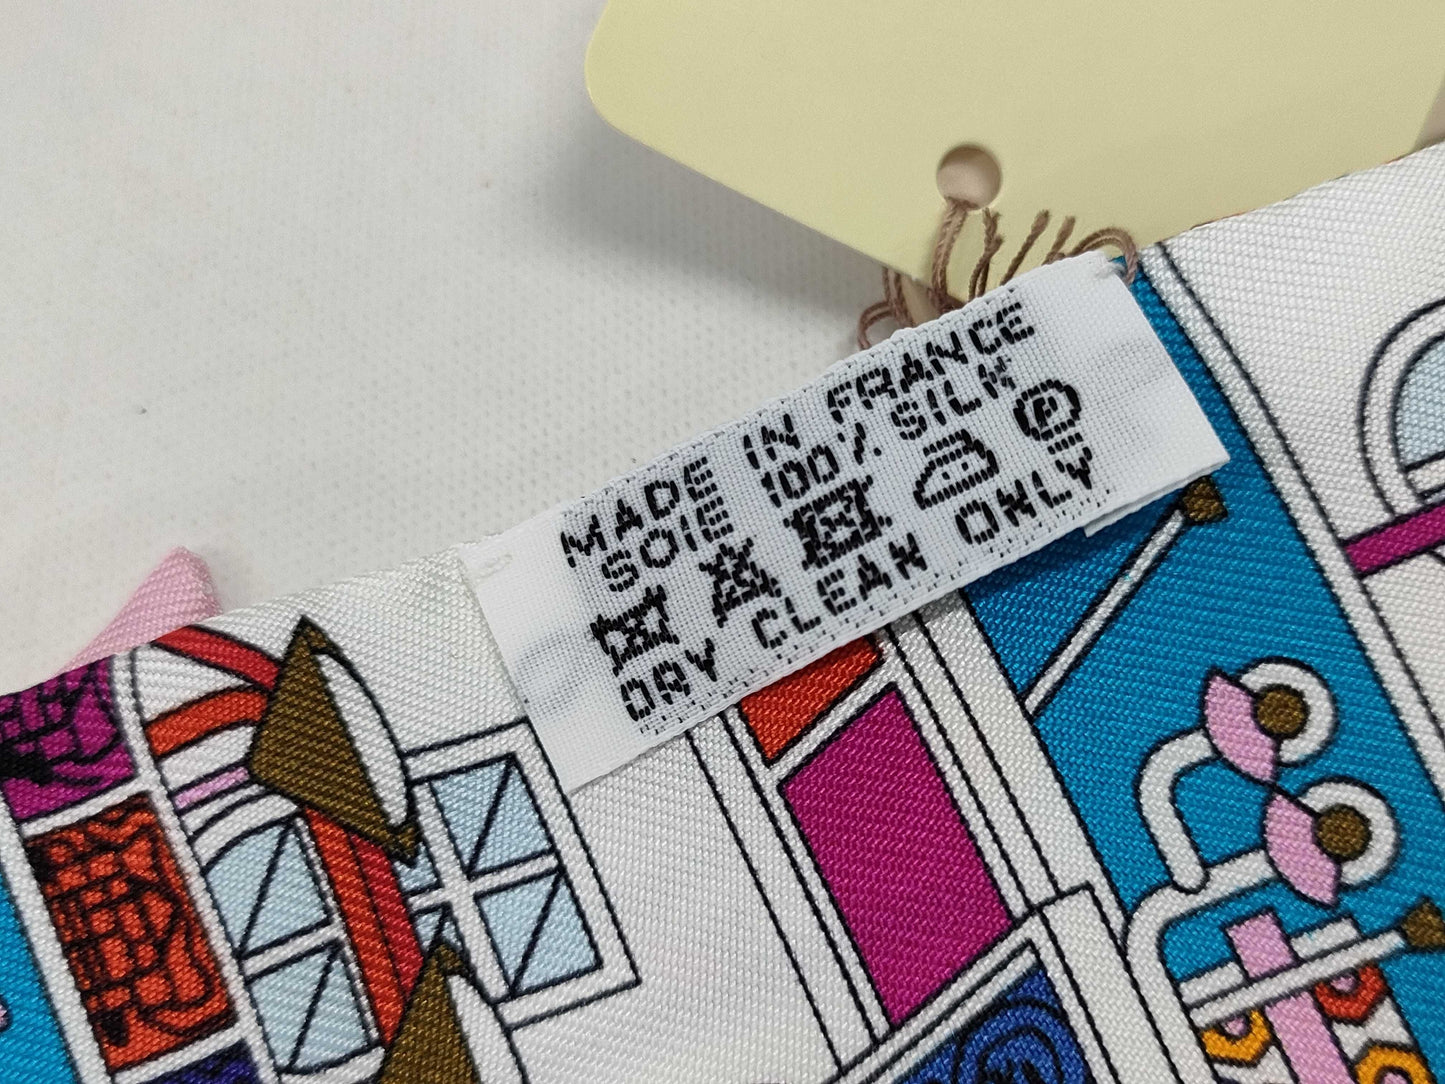 MADE IN FRANCE
SOIE 100% SILK
P
DRY CLEAN ONLY